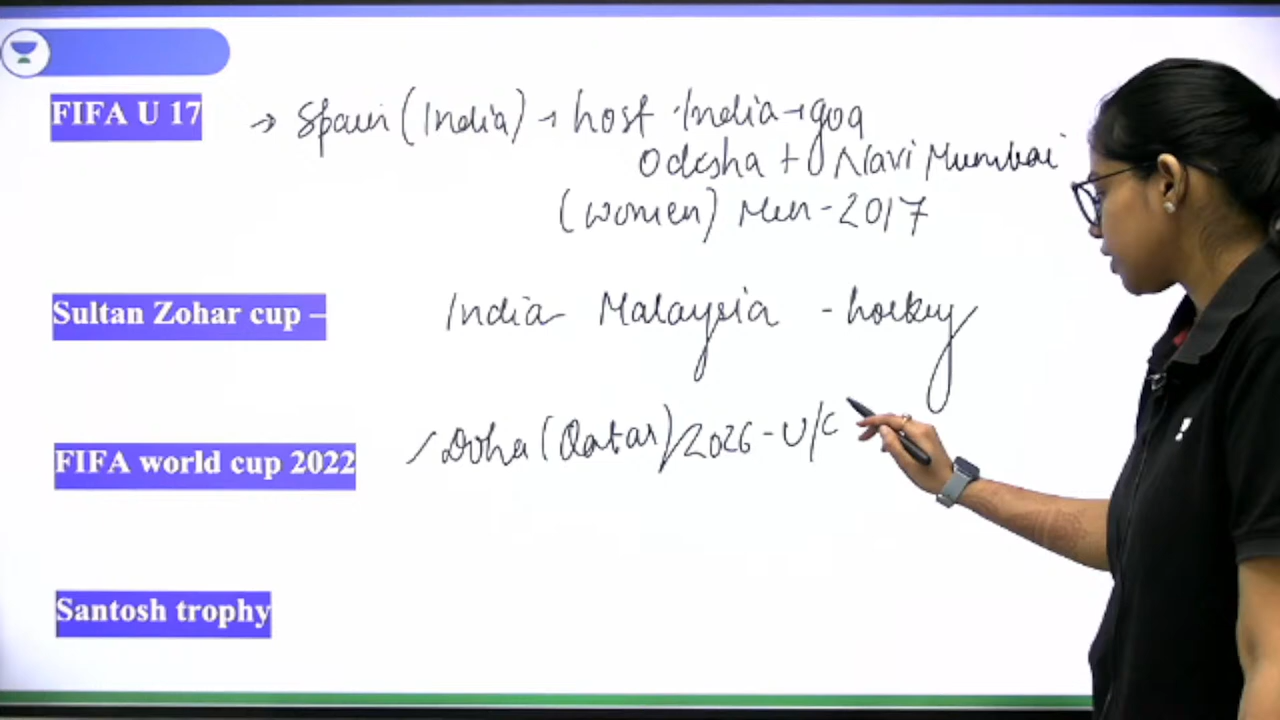 FIFA U 17 → Spain (India) → host India → goa
Odisha + Navi Mumbai
(women) Men - 2017
Sultan Zohar cup – India Malaysia - hockey
FIFA world cup 2022 Doha (Qatar) 2026 - U/C
Santosh trophy